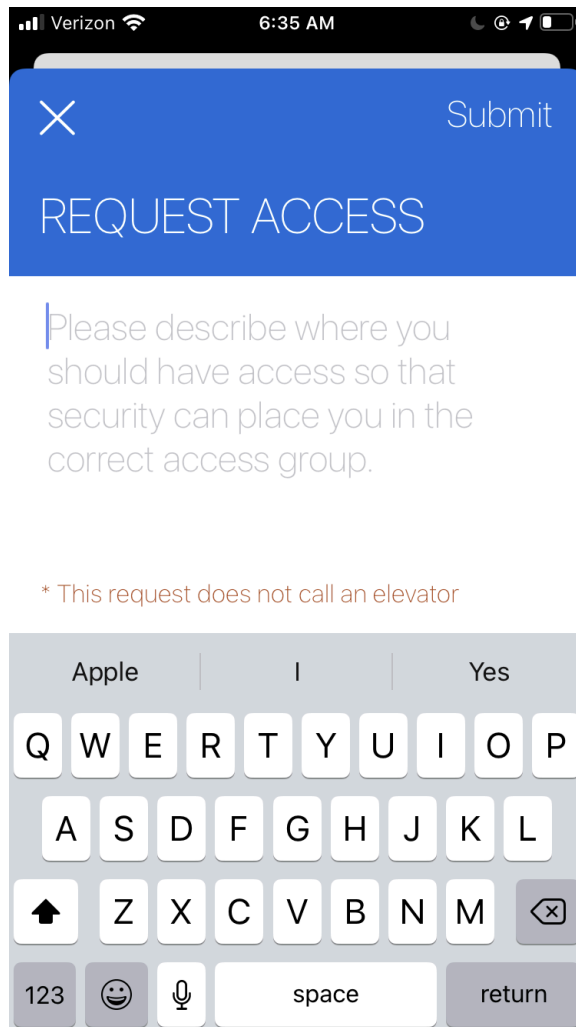 Verizon 6:35 AM
Submit
REQUEST ACCESS
Please describe where you
should have access so that
security can place you in the
correct access group.
* This request does not call an elevator
Apple I Yes
Q W E R T Y U I O P
A S D F G H J K L
Z X C V B N M
123 space return